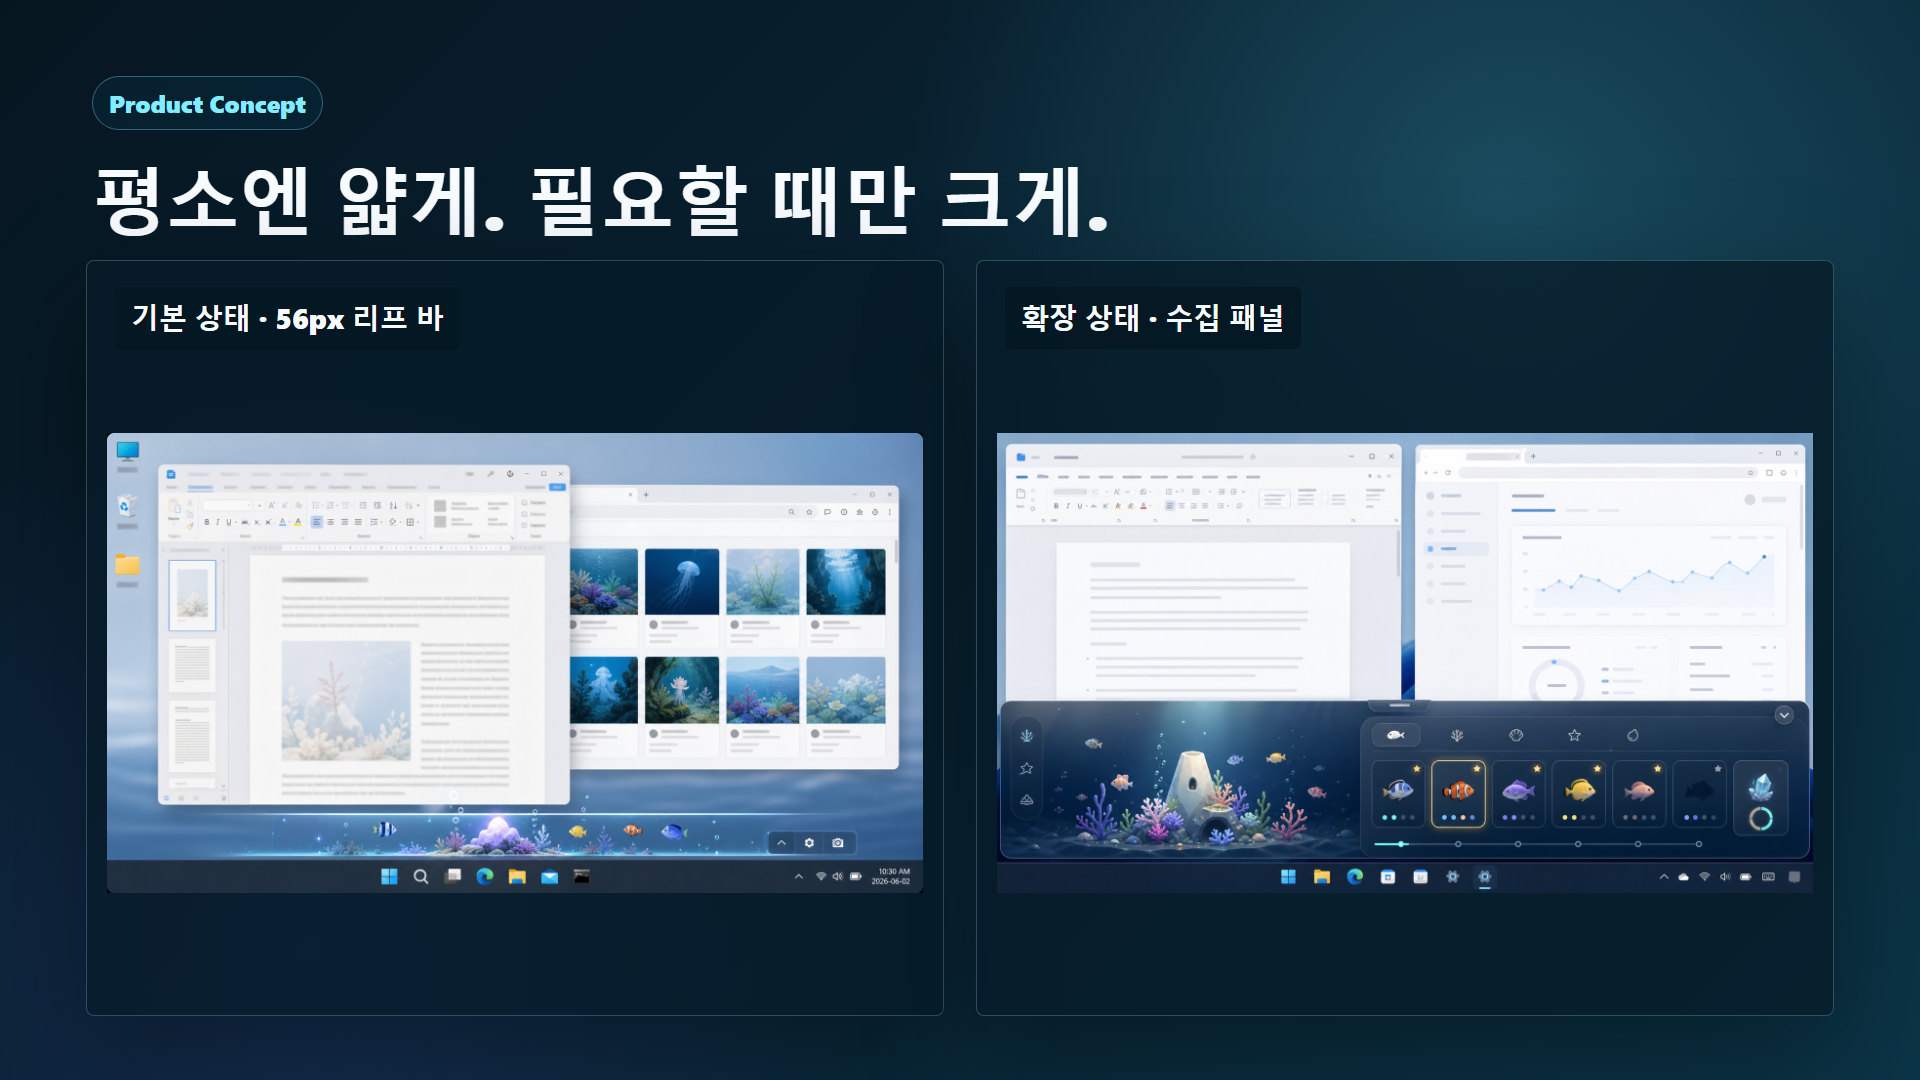 Product Concept
평소엔 얇게. 필요할 때만 크게.
기본 상태 · 56px 리프 바
확장 상태 · 수집 패널
10:30 AM
2026-06-02